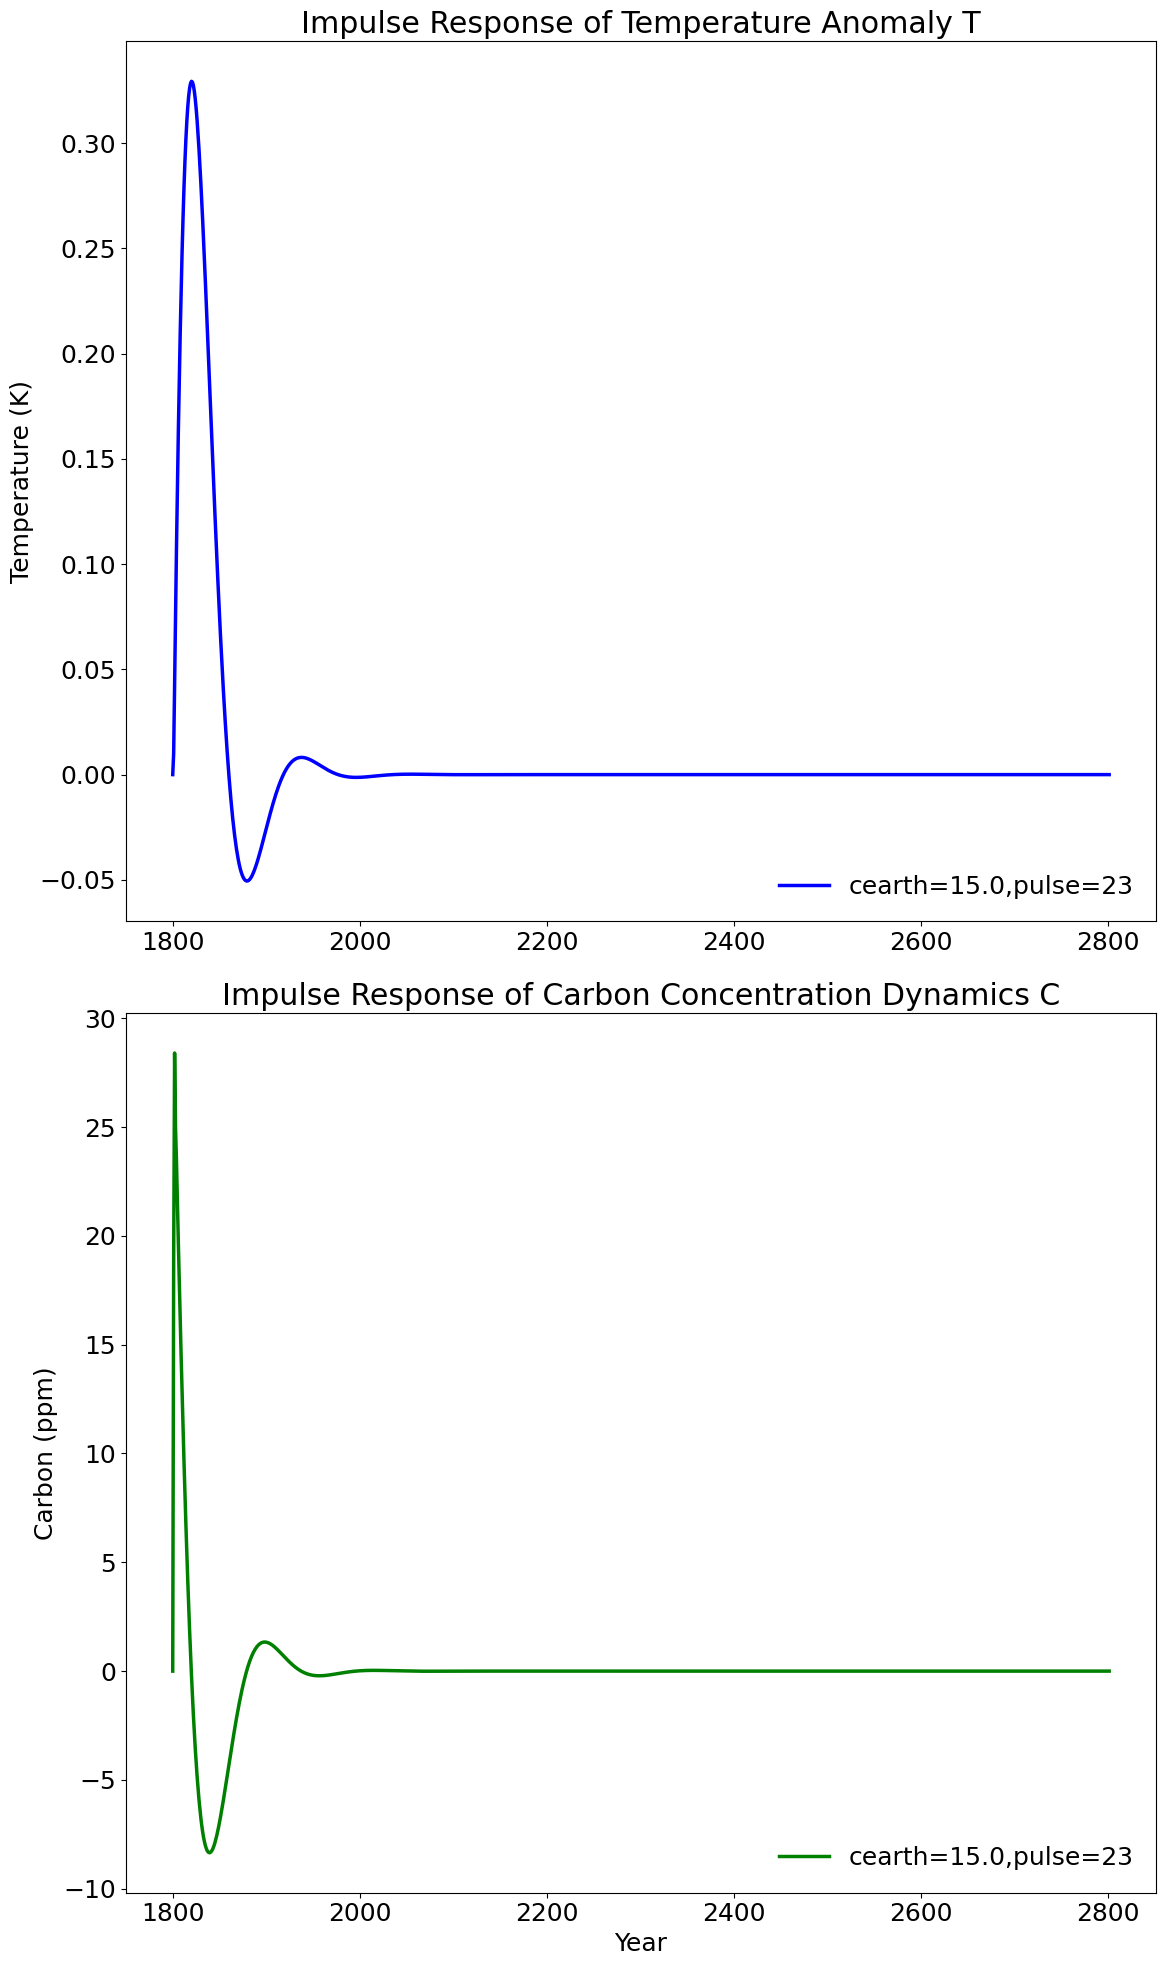 Impulse Response of Temperature Anomaly T
Temperature (K)
0.30
0.25
0.20
0.15
0.10
0.05
0.00
−0.05
cearth=15.0,pulse=23
1800 2000 2200 2400 2600 2800
Impulse Response of Carbon Concentration Dynamics C
Carbon (ppm)
30
25
20
15
10
5
0
−5
−10
cearth=15.0,pulse=23
1800 2000 2200 2400 2600 2800
Year